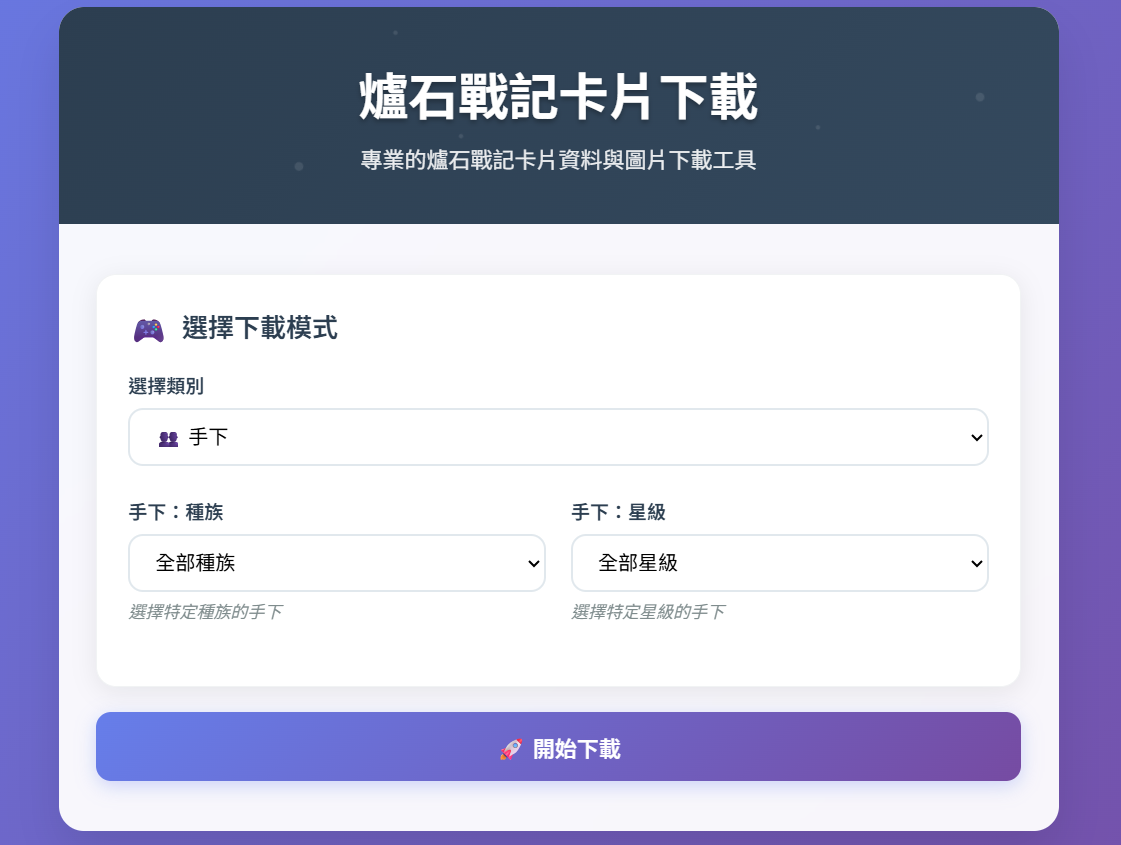 爐石戰記卡片下載
專業的爐石戰記卡片資料與圖片下載工具
🎮 選擇下載模式
選擇類別
👥 手下
手下：種族
手下：星級
全部種族
全部星級
選擇特定種族的手下
選擇特定星級的手下
🚀 開始下載